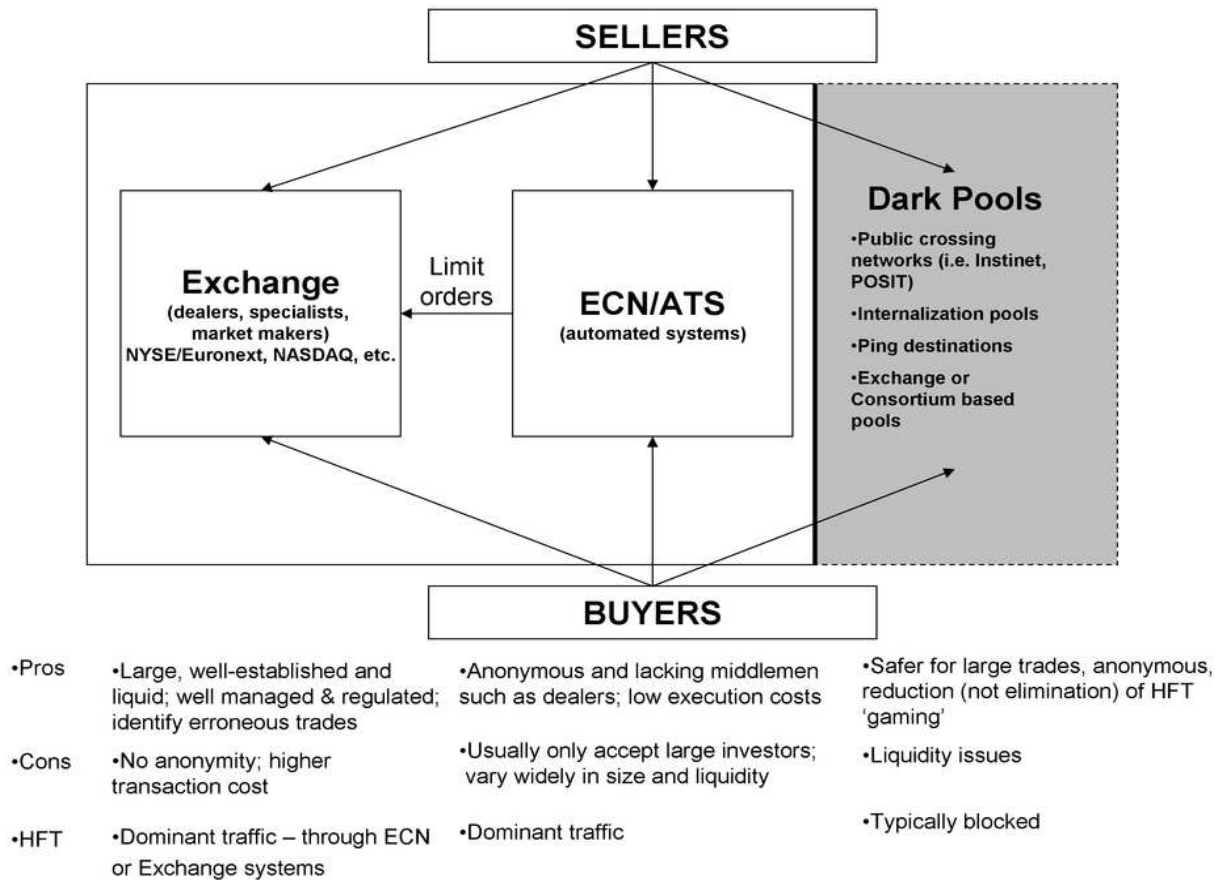 SELLERS
Exchange
(dealers, specialists,
market makers)
NYSE/Euronext, NASDAQ, etc.
Limit
orders
ECN/ATS
(automated systems)
Dark Pools
•Public crossing
networks (i.e. Instinet,
POSIT)
•Internalization pools
•Ping destinations
•Exchange or
Consortium based
pools
BUYERS
•Pros
•Large, well-established and
liquid; well managed & regulated;
identify erroneous trades
•Anonymous and lacking middlemen
such as dealers; low execution costs
•Safer for large trades, anonymous,
reduction (not elimination) of HFT
‘gaming’
•Cons
•No anonymity; higher
transaction cost
•Usually only accept large investors;
vary widely in size and liquidity
•Liquidity issues
•HFT
•Dominant traffic – through ECN
or Exchange systems
•Dominant traffic
•Typically blocked